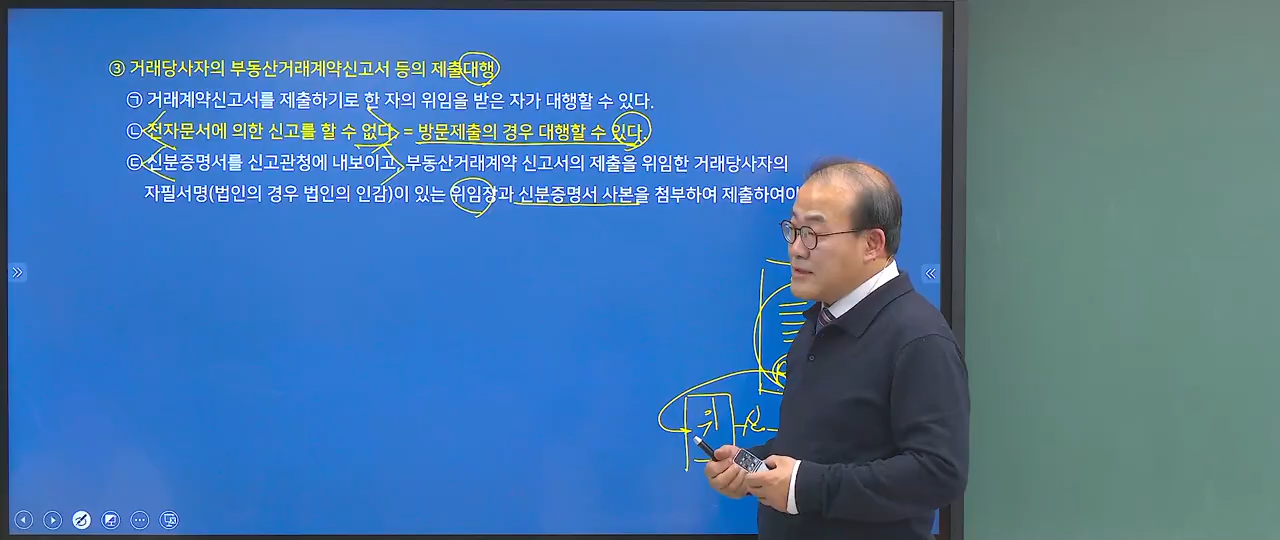 ③ 거래당사자의 부동산거래계약신고서 등의 제출대행
㉠ 거래계약신고서를 제출하기로 한 자의 위임을 받은 자가 대행할 수 있다.
㉡ 전자문서에 의한 신고를 할 수 없다. = 방문제출의 경우 대행할 수 있다.
㉢ 신분증명서를 신고관청에 내보이고, 부동산거래계약 신고서의 제출을 위임한 거래당사자의
자필서명(법인의 경우 법인의 인감)이 있는 위임장과 신분증명서 사본을 첨부하여 제출하여야
위